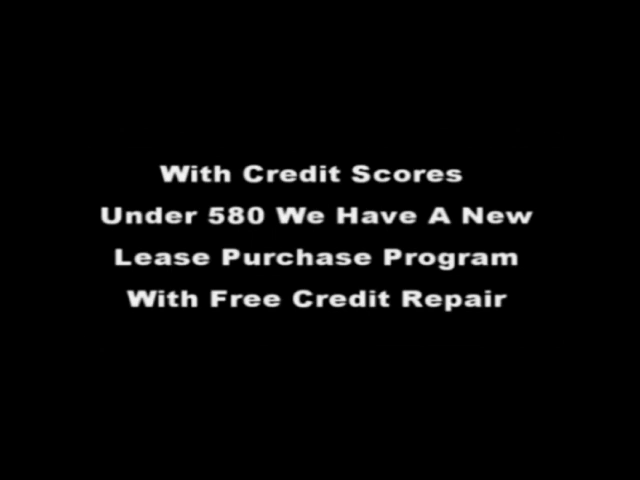 With Credit Scores
Under 580 We Have A New
Lease Purchase Program
With Free Credit Repair